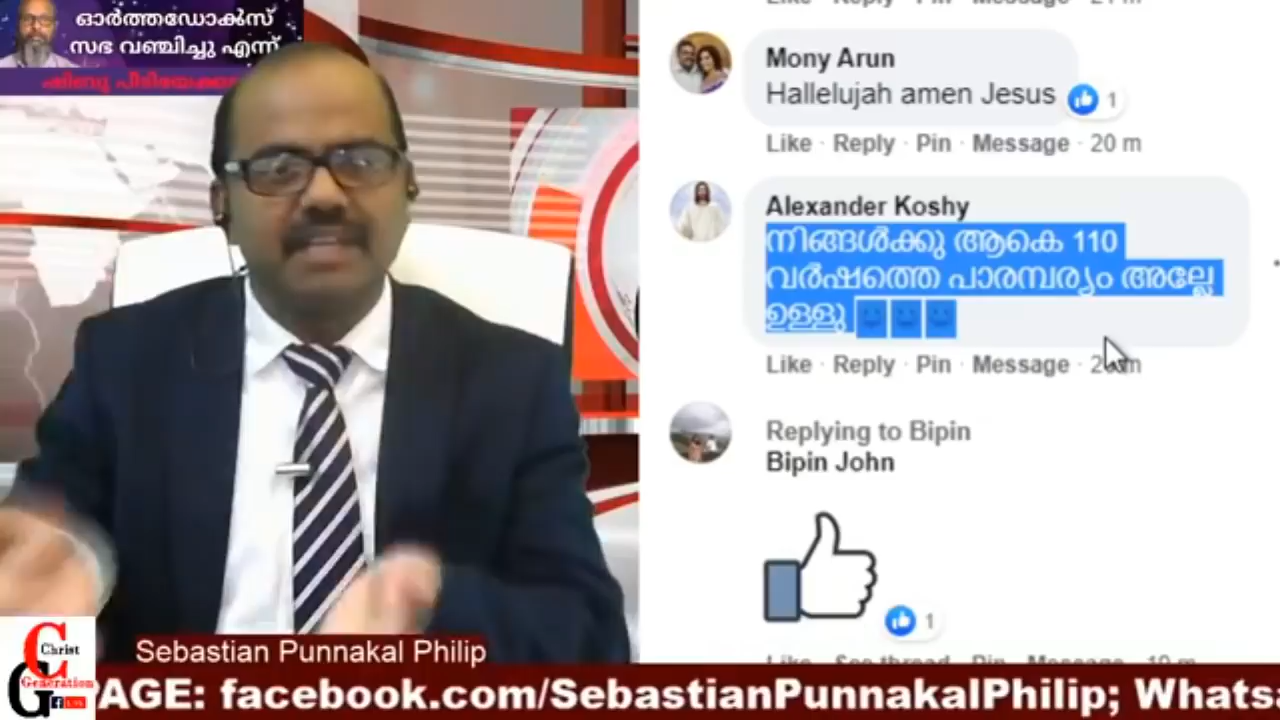 ഓർത്തഡോക്സ്
സഭ വഞ്ചിച്ചു എന്ന്
Mony Arun
Hallelujah amen Jesus 1
Like · Reply · Pin · Message · 20 m
Alexander Koshy
നിങ്ങൾക്കു ആകെ 110
വർഷത്തെ പാരമ്പര്യം അല്ലേ
ഉള്ളു
Like · Reply · Pin · Message
Replying to Bipin
Bipin John
1
Christ
Generation
Sebastian Punnakal Philip
AGE: facebook.com/SebastianPunnakalPhilip; Whats